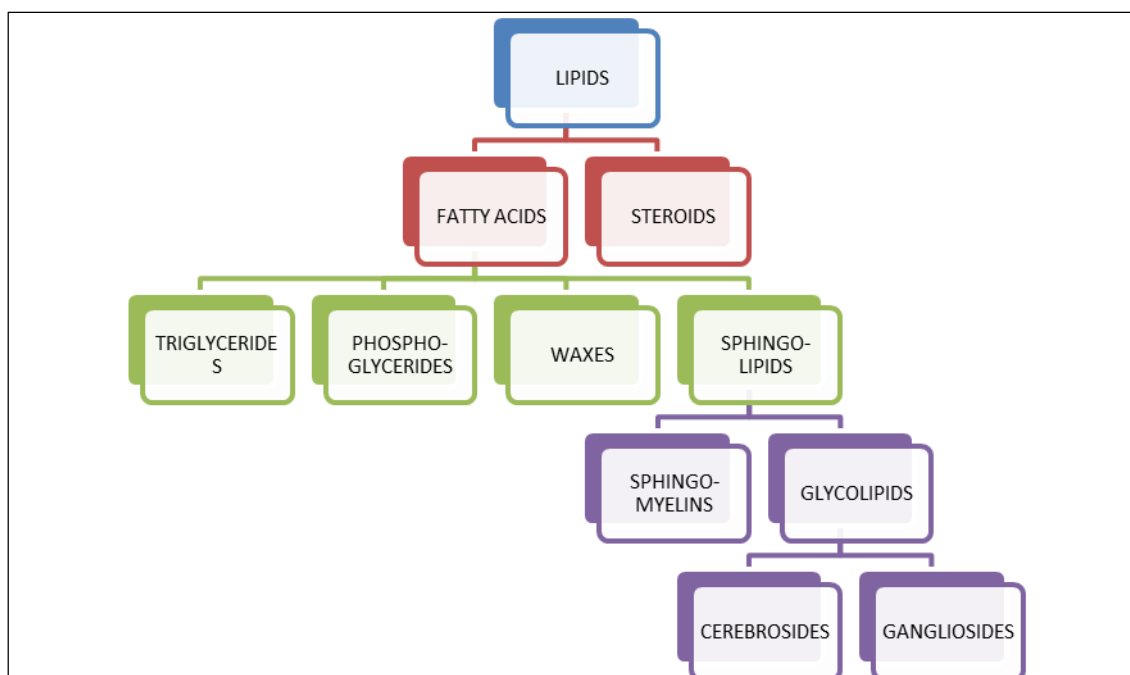 LIPIDS
FATTY ACIDS
STEROIDS
TRIGLYCERIDE
S
PHOSPHO-
GLYCERIDES
WAXES
SPHINGO-
LIPIDS
SPHINGO-
MYELINS
GLYCOLIPIDS
CEREBROSIDES
GANGLIOSIDES